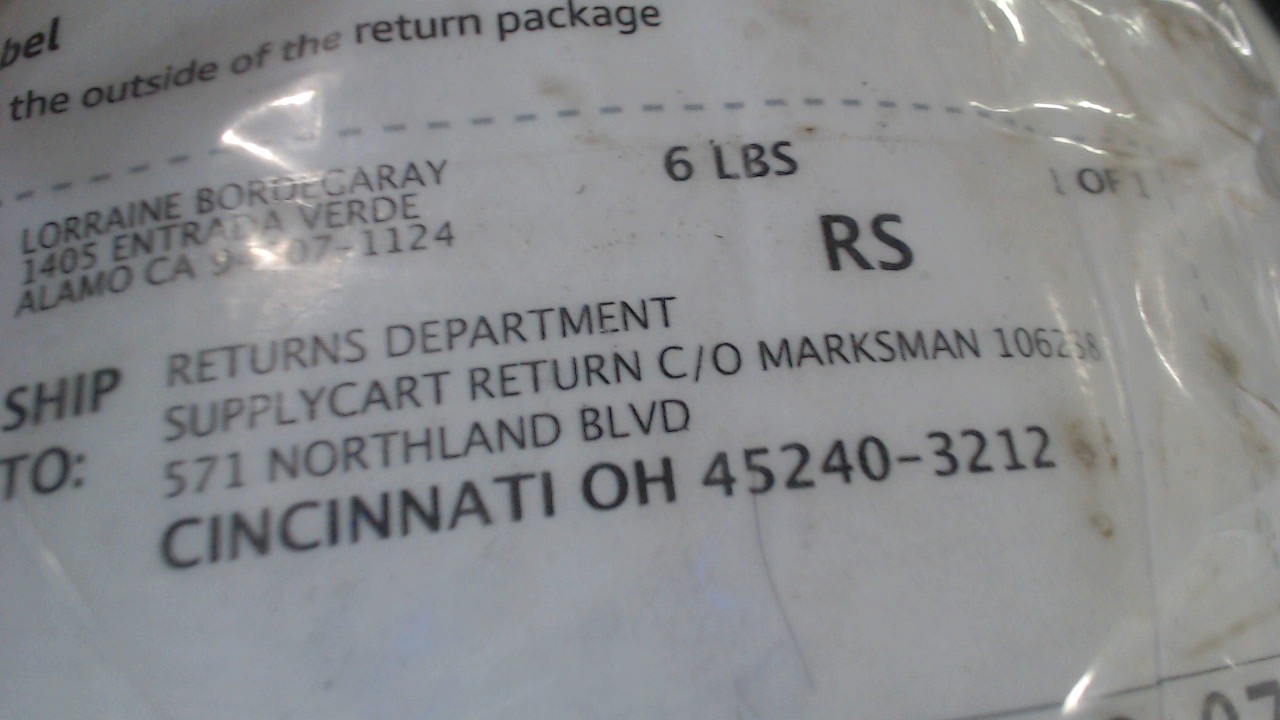 bel
the outside of the return package
LORRAINE BORDEGARAY
1405 ENTRADA VERDE
ALAMO CA
6 LBS
1 OF 1
RS
SHIP TO:
RETURNS DEPARTMENT
SUPPLYCART RETURN C/O MARKSMAN
571 NORTHLAND BLVD
CINCINNATI OH 45240-3212
07